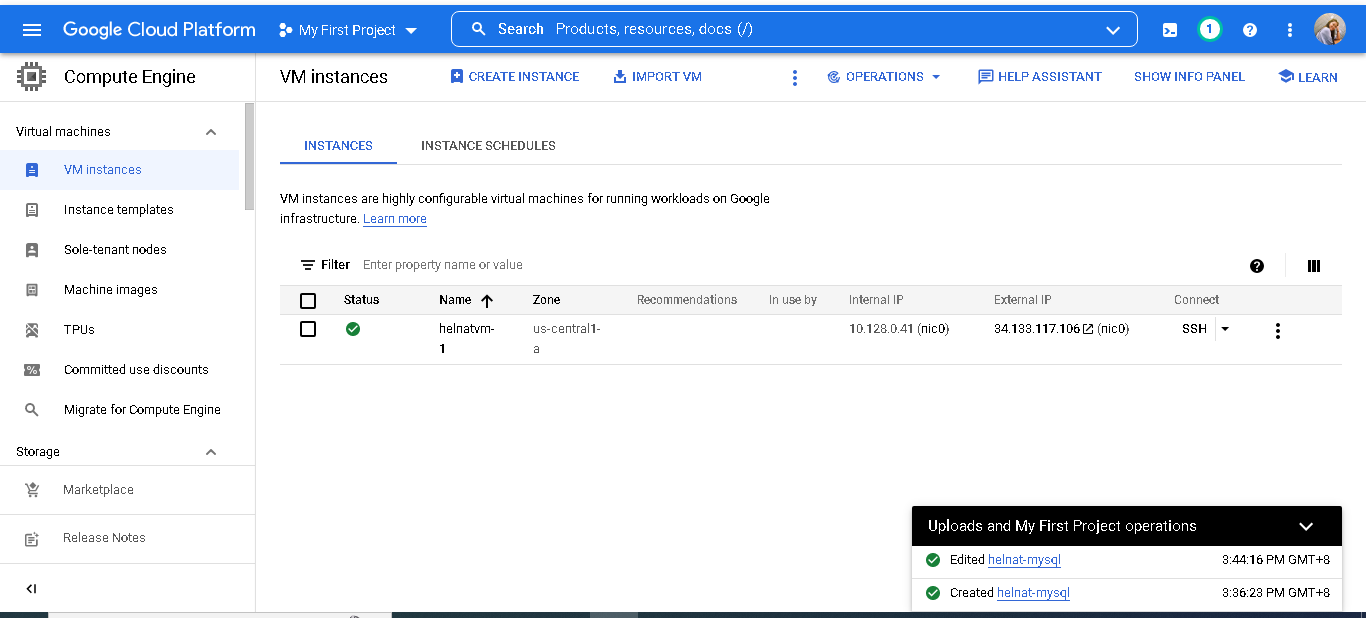 Google Cloud Platform My First Project Search Products, resources, docs (/) 1
Compute Engine
VM instances CREATE INSTANCE IMPORT VM OPERATIONS HELP ASSISTANT SHOW INFO PANEL LEARN
Virtual machines
VM instances
Instance templates
Sole-tenant nodes
Machine images
TPUs
Committed use discounts
Migrate for Compute Engine
Storage
Marketplace
Release Notes
INSTANCES INSTANCE SCHEDULES
VM instances are highly configurable virtual machines for running workloads on Google
infrastructure. Learn more
Filter Enter property name or value
Status Name Zone Recommendations In use by Internal IP External IP Connect
helnatvm- us-central1- 10.128.0.41 (nic0) 34.133.117.106 (nic0) SSH
1 a
Uploads and My First Project operations
Edited helnat-mysql 3:44:16 PM GMT+8
Created helnat-mysql 3:36:23 PM GMT+8